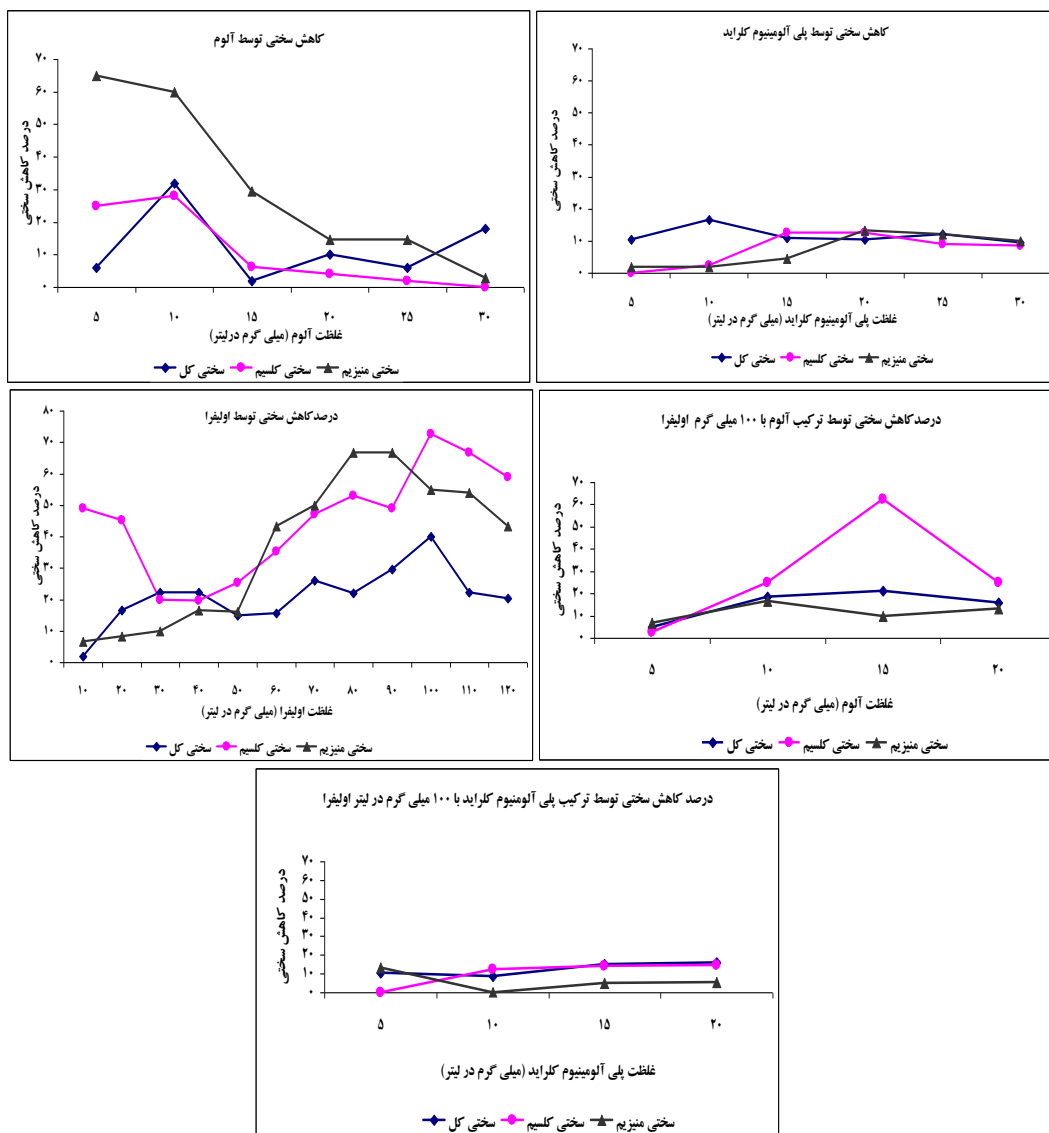 کاهش سختی توسط آلوم
درصد کاهش سختی
۷۰
۶۰
۵۰
۴۰
۳۰
۲۰
۱۰
۰
۵ ۱۰ ۱۵ ۲۰ ۲۵ ۳۰
غلظت آلوم (میلی گرم درلیتر)
سختی کل سختی کلسیم سختی منیزیم
کاهش سختی توسط پلی آلومینیوم کلراید
درصد کاهش سختی
۷۰
۶۰
۵۰
۴۰
۳۰
۲۰
۱۰
۰
۵ ۱۰ ۱۵ ۲۰ ۲۵ ۳۰
غلظت پلی آلومینیوم کلراید (میلی گرم در لیتر)
سختی کل سختی کلسیم سختی منیزیم
درصدکاهش سختی توسط اولیفرا
درصد کاهش سختی
۸۰
۷۰
۶۰
۵۰
۴۰
۳۰
۲۰
۱۰
۰
۱۰ ۲۰ ۳۰ ۴۰ ۵۰ ۶۰ ۷۰ ۸۰ ۹۰ ۱۰۰ ۱۱۰ ۱۲۰
غلظت اولیفرا (میلی گرم در لیتر)
سختی کل سختی کلسیم سختی منیزیم
درصدکاهش سختی توسط ترکیب آلوم با ۱۰۰ میلی گرم اولیفرا
درصد کاهش سختی
۷۰
۶۰
۵۰
۴۰
۳۰
۲۰
۱۰
۰
۵ ۱۰ ۱۵ ۲۰
غلظت آلوم (میلی گرم در لیتر)
سختی کل سختی کلسیم سختی منیزیم
درصد کاهش سختی توسط ترکیب پلی آلومنیوم کلراید با ۱۰۰ میلی گرم در لیتر اولیفرا
درصد کاهش سختی
۷۰
۶۰
۵۰
۴۰
۳۰
۲۰
۱۰
۰
۵ ۱۰ ۱۵ ۲۰
غلظت پلی آلومینیوم کلراید (میلی گرم در لیتر)
سختی کل سختی کلسیم سختی منیزیم